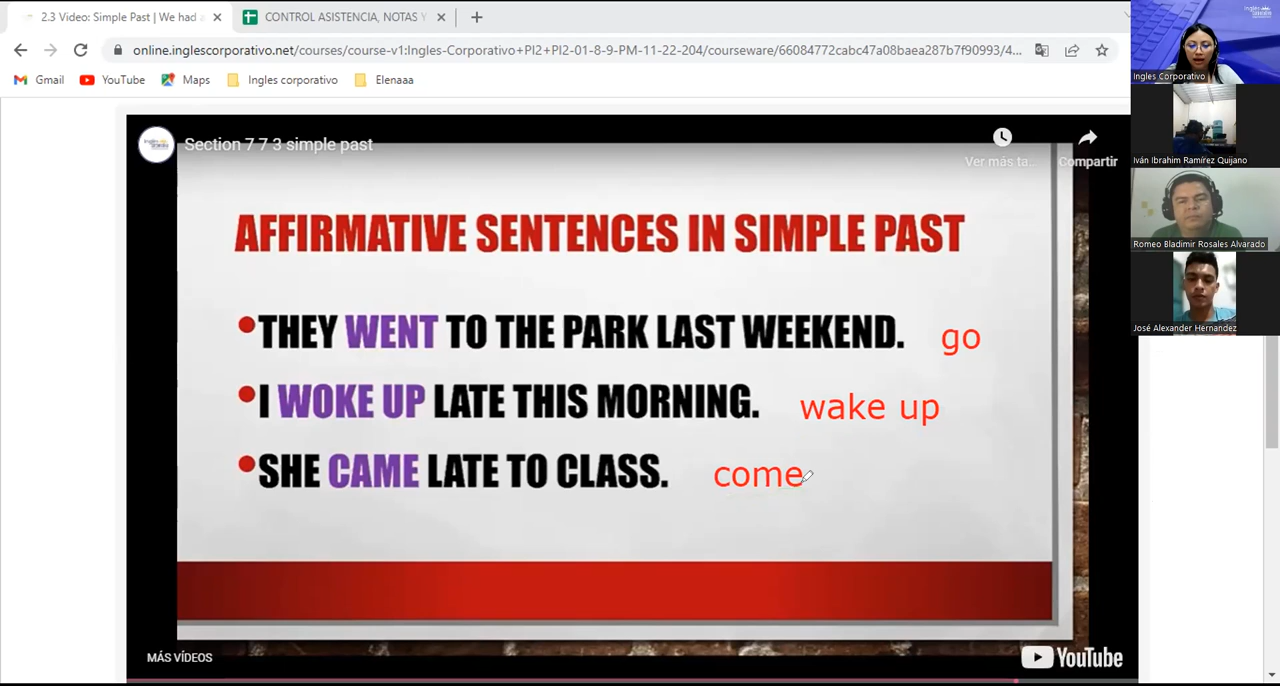 2.3 Video: Simple Past | We had
CONTROL ASISTENCIA, NOTAS Y
online.inglescorporativo.net/courses/course-v1:Ingles-Corporativo+PI2+PI2-01-8-9-PM-11-22-204/courseware/66084772cabc47a08baea287b7f90993/4...
Gmail YouTube Maps Ingles corporativo Elenaaa
Section 7 7 3 simple past
Ver más ta...
Compartir
AFFIRMATIVE SENTENCES IN SIMPLE PAST
•THEY WENT TO THE PARK LAST WEEKEND. go
•I WOKE UP LATE THIS MORNING. wake up
•SHE CAME LATE TO CLASS. come
MÁS VÍDEOS
YouTube
Ingles Corporativo
Iván Ibrahim Ramírez Quijano
Romeo Bladimir Rosales Alvarado
José Alexander Hernandez